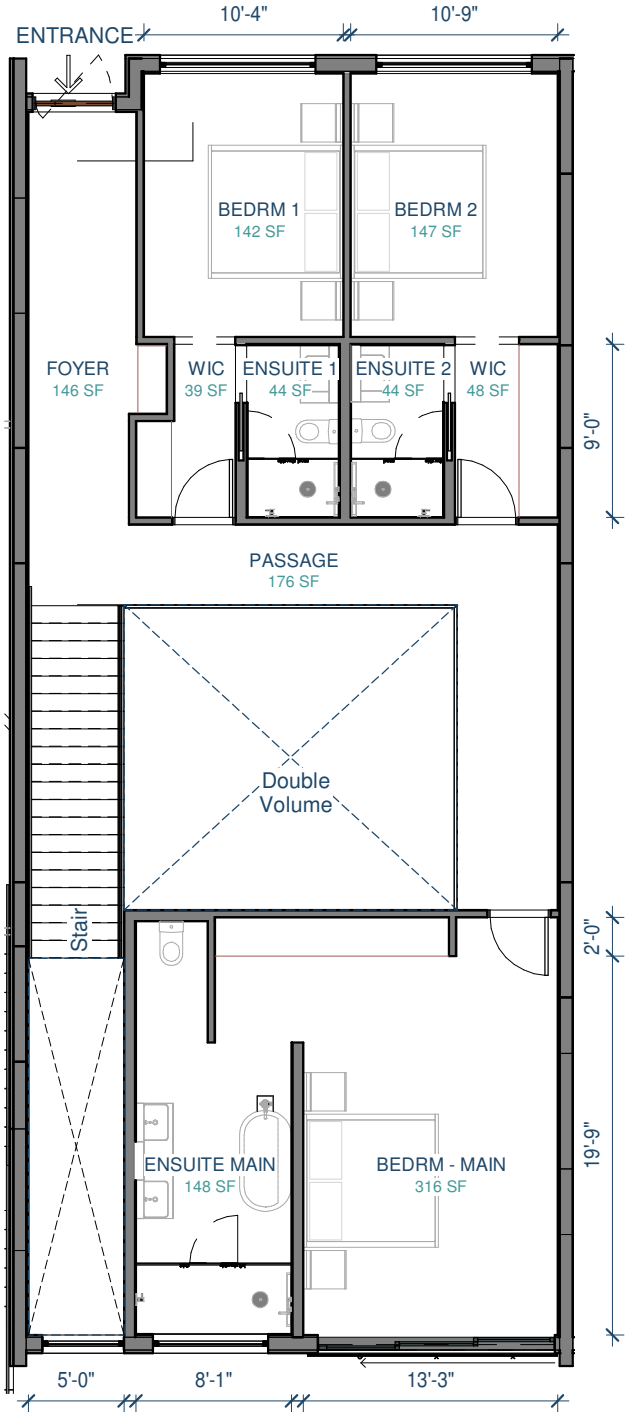 10'-4"
10'-9"
ENTRANCE
BEDRM 1
142 SF
BEDRM 2
147 SF
FOYER
146 SF
WIC
39 SF
ENSUITE 1
44 SF
ENSUITE 2
44 SF
WIC
48 SF
9'-0"
PASSAGE
176 SF
Double
Volume
Stair
2'-0"
ENSUITE MAIN
148 SF
BEDRM - MAIN
316 SF
19'-9"
5'-0"
8'-1"
13'-3"